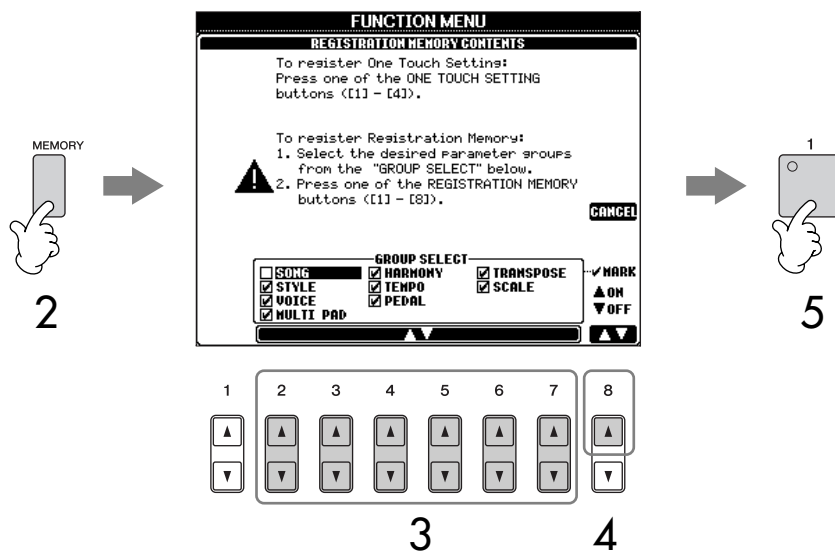 FUNCTION MENU
REGISTRATION MEMORY CONTENTS
To register One Touch Setting:
Press one of the ONE TOUCH SETTING
buttons ([1] - [4]).
To register Registration Memory:
1. Select the desired parameter groups
from the "GROUP SELECT" below.
2. Press one of the REGISTRATION MEMORY
buttons ([1] - [8]).
CANCEL
GROUP SELECT
SONG HARMONY TRANSPOSE
STYLE TEMPO SCALE
VOICE PEDAL
MULTI PAD
MARK
▲ON
▼OFF
▲▼ ▲▼
MEMORY
2
1
5
1 2 3 4 5 6 7 8
3 4